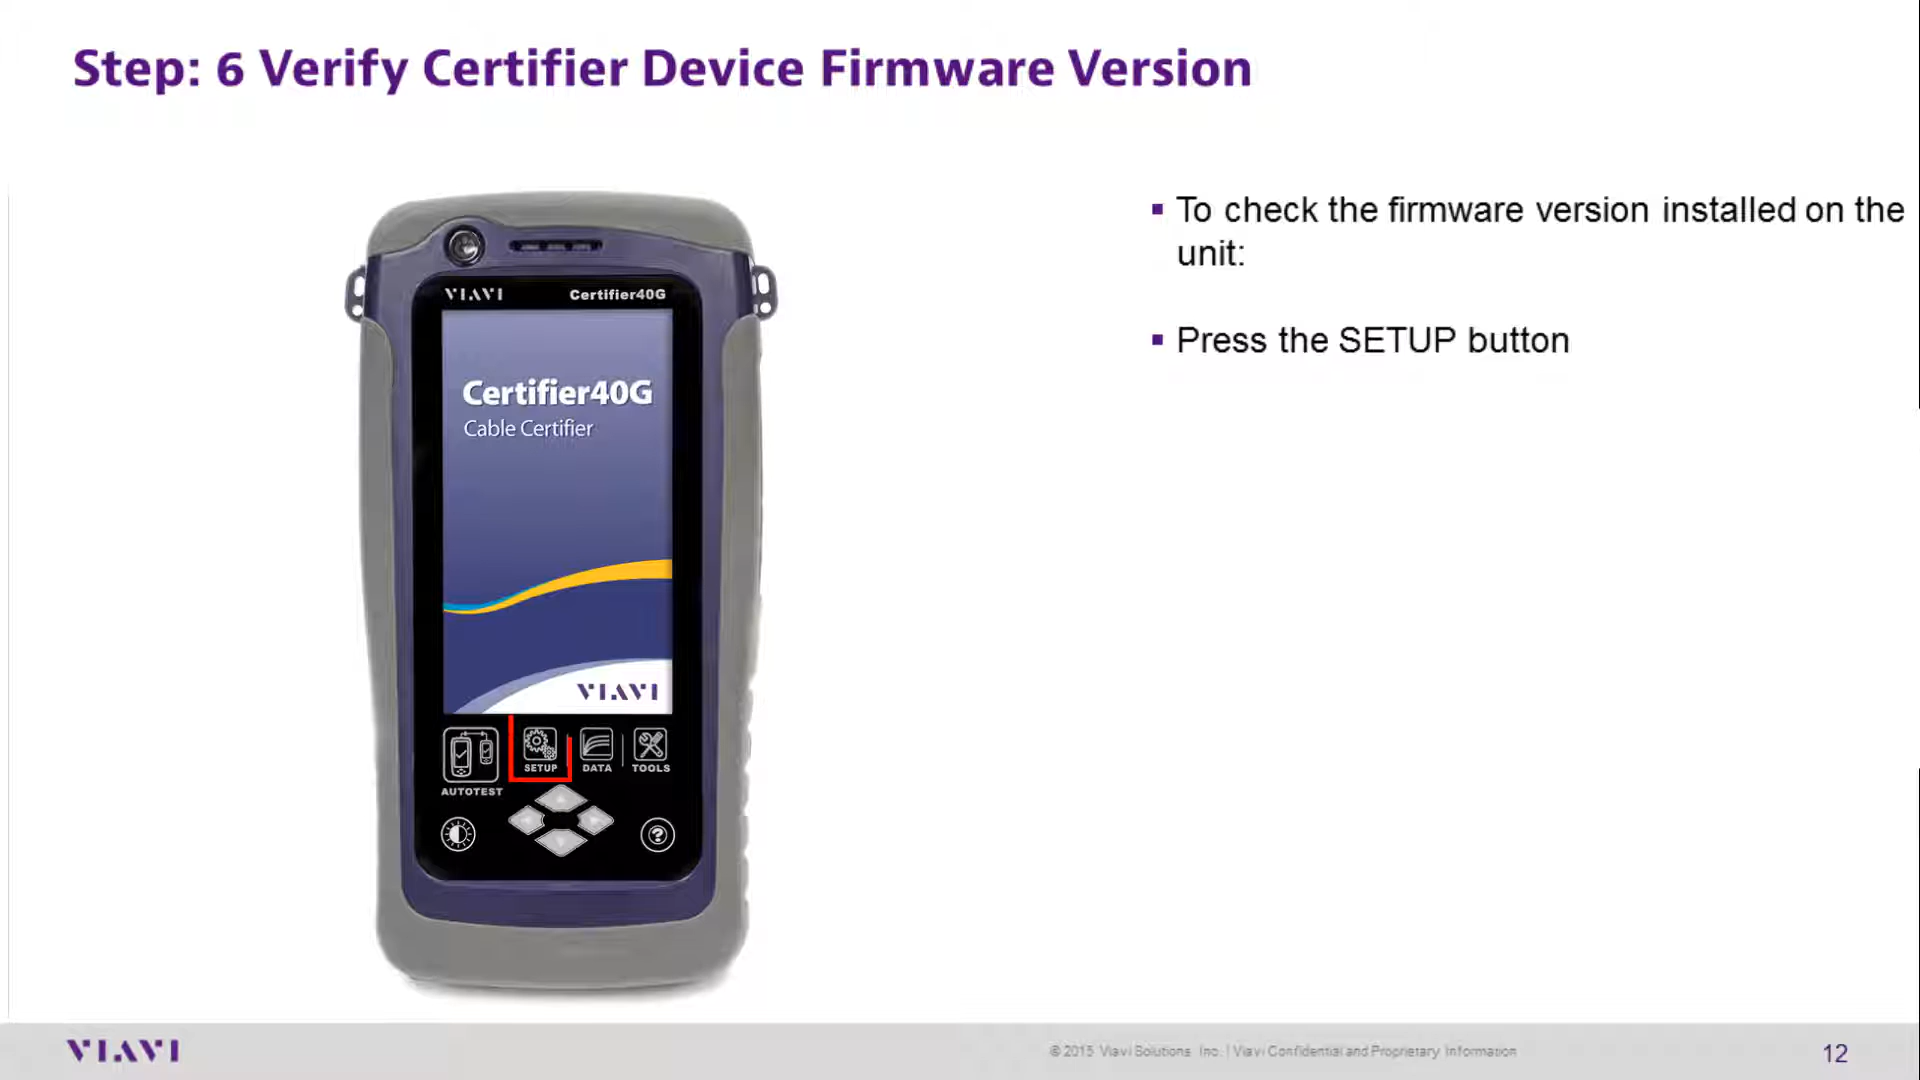 Step: 6 Verify Certifier Device Firmware Version
To check the firmware version installed on the
unit:
Press the SETUP button
VIAVI
Certifier40G
Certifier40G
Cable Certifier
VIAVI
SETUP
DATA
TOOLS
AUTOTEST
?
VIAVI
© 2015 Viavi Solutions Inc. | Viavi Confidential and Proprietary Information
12